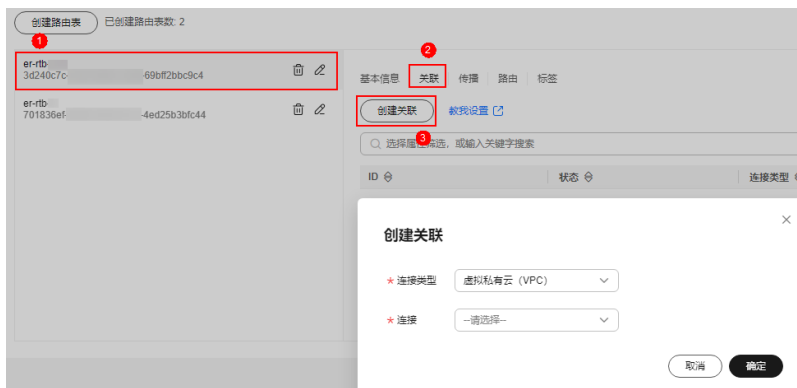 创建路由表 已创建路由表数: 2
1
er-rtb-
3d240c7c- -69bff2bbc9c4
er-rtb-
701836ef- -4ed25b3bfc44
2
基本信息 关联 传播 路由 标签
创建关联 教我设置
3
选择属性筛选，或输入关键字搜索
ID 状态 连接类型
创建关联
* 连接类型 虚拟私有云（VPC）
* 连接 --请选择--
取消 确定